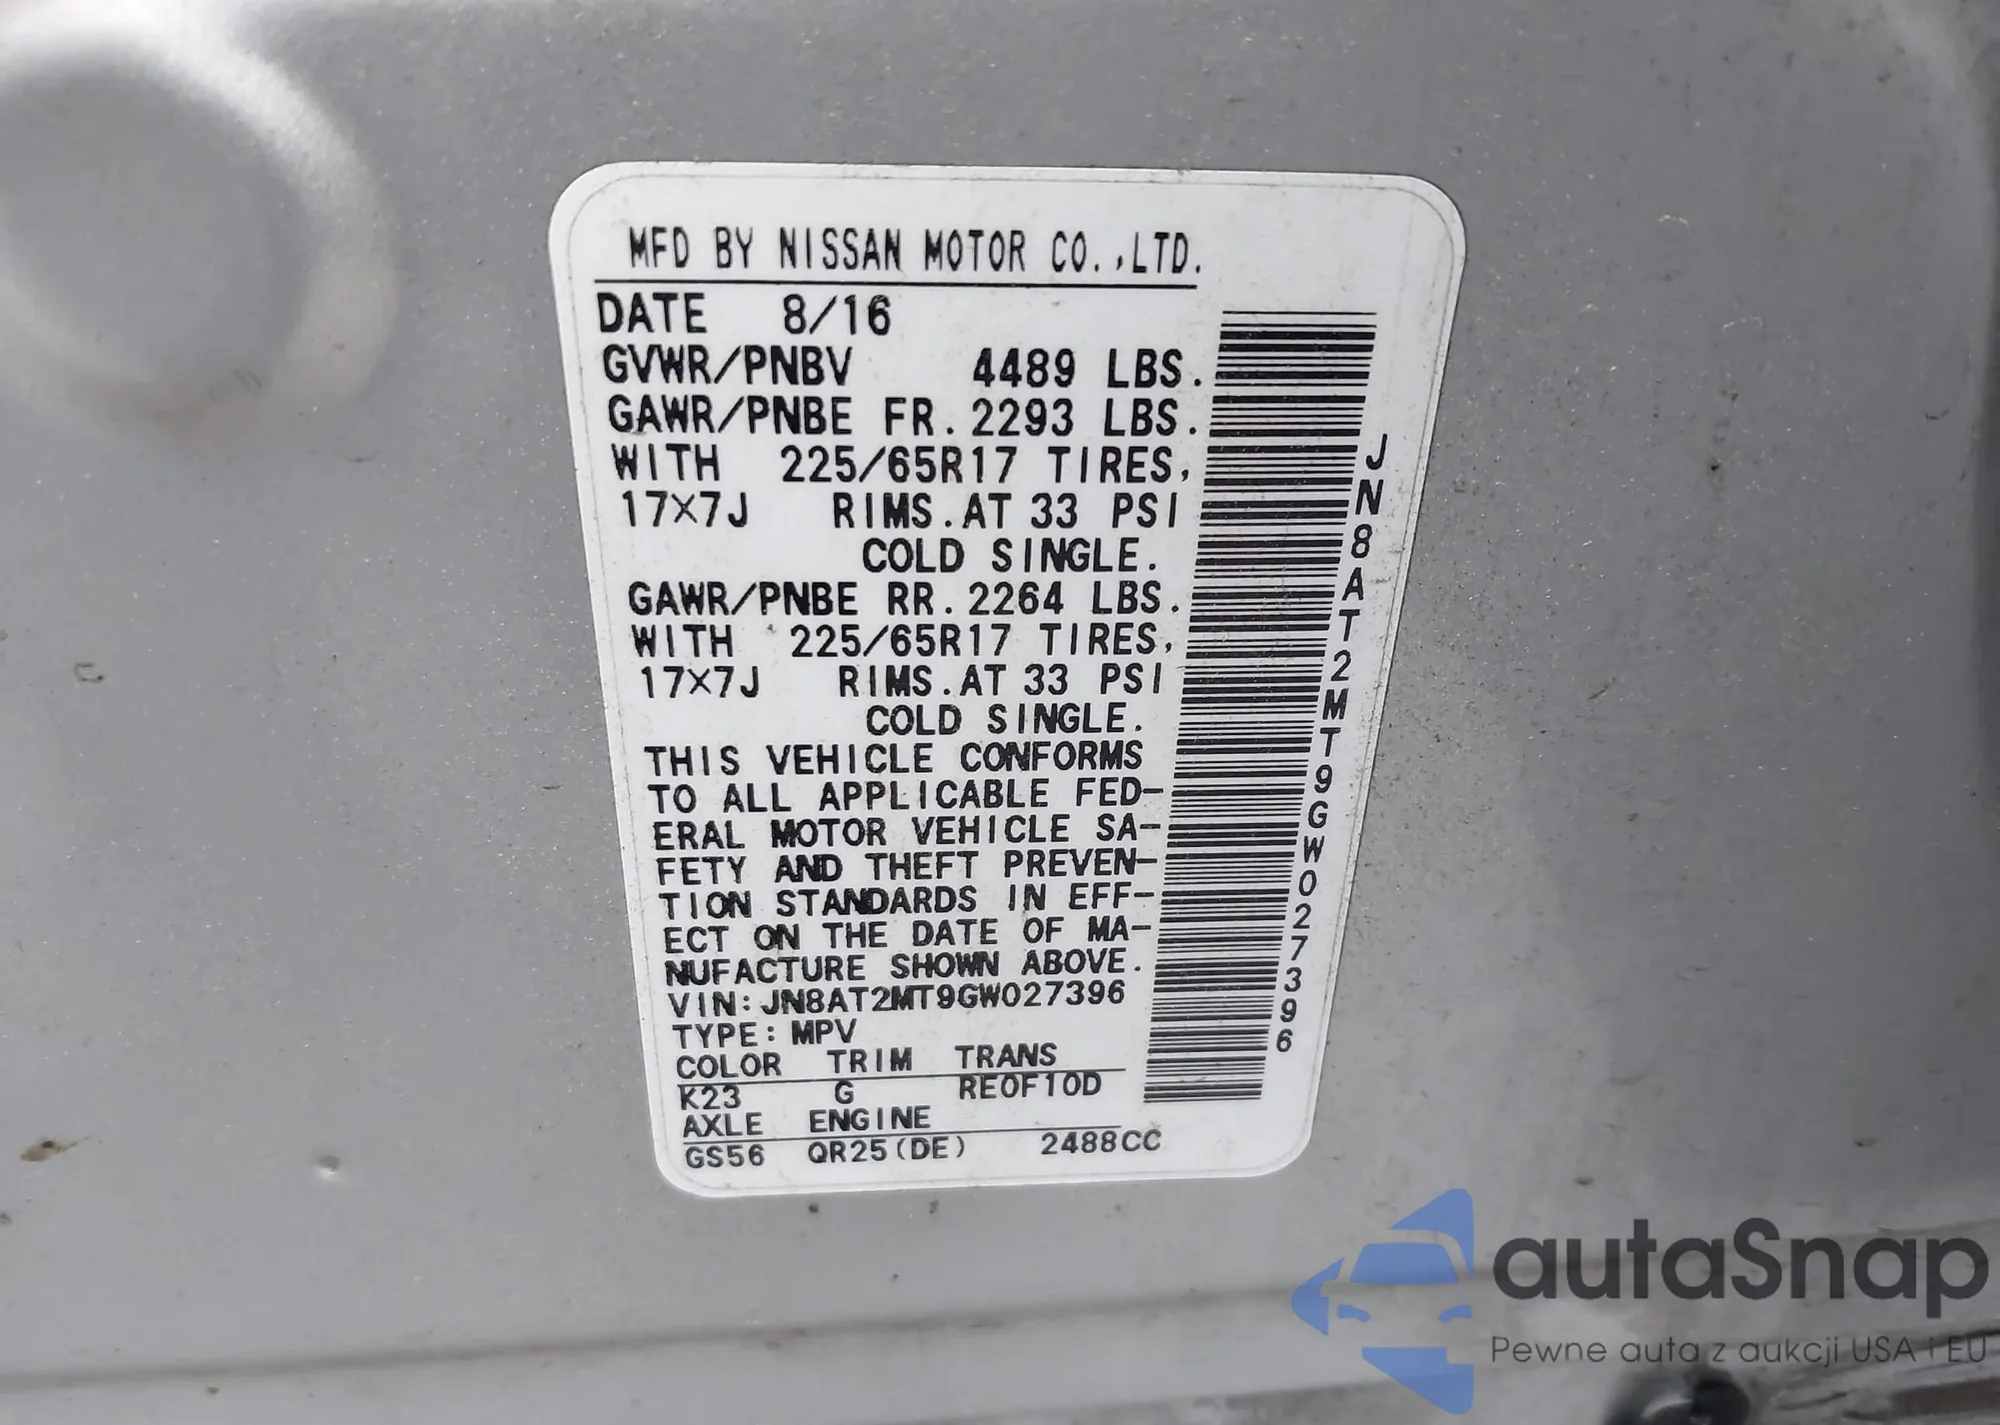 MFD BY NISSAN MOTOR CO.,LTD.
DATE 8/16
GVWR/PNBV 4489 LBS.
GAWR/PNBE FR. 2293 LBS.
WITH 225/65R17 TIRES,
17×7J RIMS. AT 33 PSI
COLD SINGLE.
GAWR/PNBE RR. 2264 LBS.
WITH 225/65R17 TIRES,
17×7J RIMS. AT 33 PSI
COLD SINGLE.
THIS VEHICLE CONFORMS
TO ALL APPLICABLE FED-
ERAL MOTOR VEHICLE SA-
FETY AND THEFT PREVEN-
TION STANDARDS IN EFF-
ECT ON THE DATE OF MA-
NUFACTURE SHOWN ABOVE.
VIN: JN8AT2MT9GW027396
TYPE: MPV
COLOR TRIM TRANS
K23 G RE0F10D
AXLE ENGINE
GS56 QR25(DE) 2488CC
JN8AT2MT9GW027396
autaSnap
Pewne auta z aukcji USA i EU